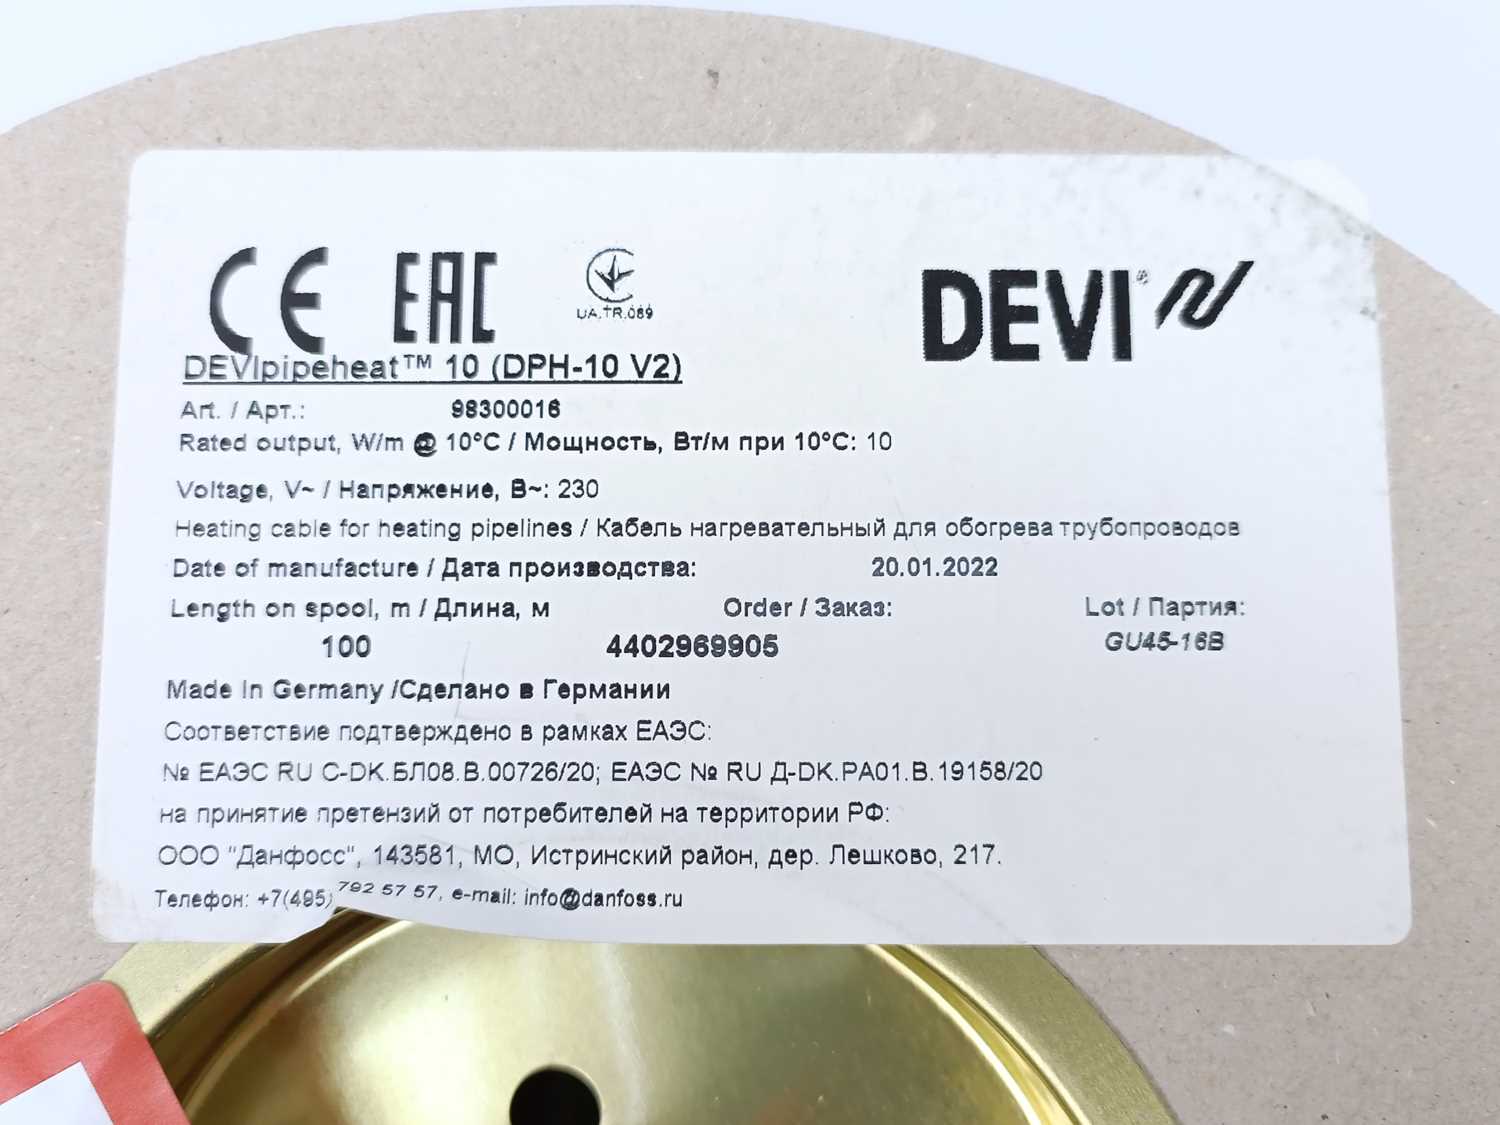 CE EAC UA.TR.089 DEVI®
DEVIpipeheat™ 10 (DPH-10 V2)
Art. / Арт.: 98300016
Rated output, W/m @ 10°C / Мощность, Вт/м при 10°C: 10
Voltage, V~ / Напряжение, В~: 230
Heating cable for heating pipelines / Кабель нагревательный для обогрева трубопроводов
Date of manufacture / Дата производства: 20.01.2022
Length on spool, m / Длина, м Order / Заказ: Lot / Партия:
100 4402969905 GU45-16B
Made In Germany /Сделано в Германии
Соответствие подтверждено в рамках ЕАЭС:
№ ЕАЭС RU C-DK.БЛ08.В.00726/20; ЕАЭС № RU Д-DK.РА01.В.19158/20
на принятие претензий от потребителей на территории РФ:
ООО "Данфосс", 143581, МО, Истринский район, дер. Лешково, 217.
Телефон: +7(495) 792 57 57, e-mail: info@danfoss.ru